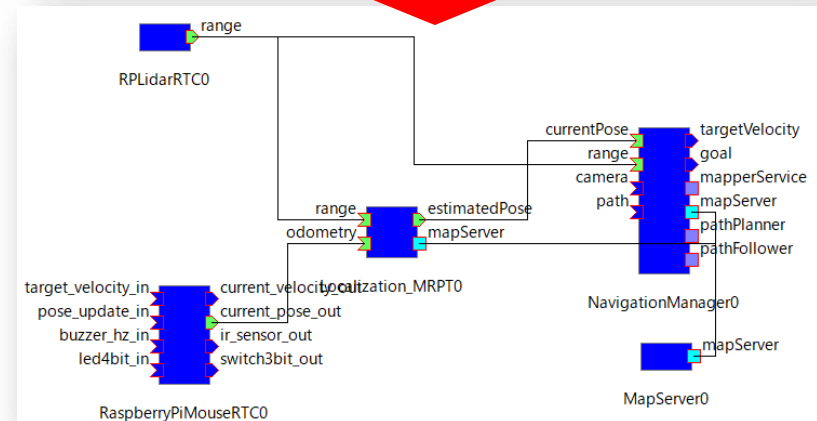 range
RPLidarRTC0
currentPose
range
camera
path
targetVelocity
goal
mapperService
mapServer
pathPlanner
pathFollower
NavigationManager0
range
odometry
estimatedPose
mapServer
Localization_MRPT0
target_velocity_in
pose_update_in
buzzer_hz_in
led4bit_in
current_velocity_out
current_pose_out
ir_sensor_out
switch3bit_out
RaspberryPiMouseRTC0
mapServer
MapServer0